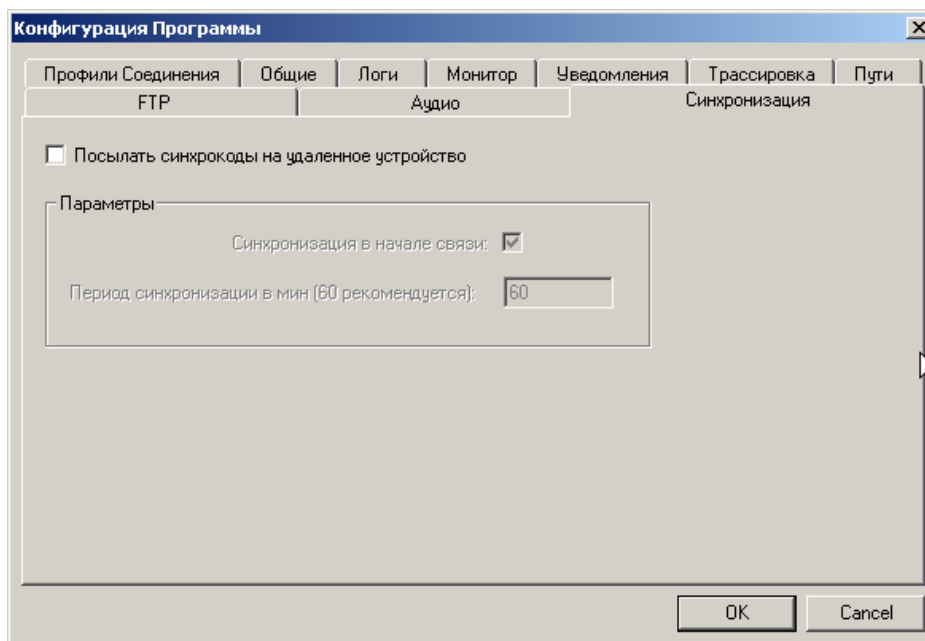 Конфигурация Программы
Профили Соединения Общие Логи Монитор Уведомления Трассировка Пути
FTP Аудио Синхронизация
Посылать синхрокоды на удаленное устройство
Параметры
Синхронизация в начале связи:
Период синхронизации в мин (60 рекомендуется): 60
OK Cancel